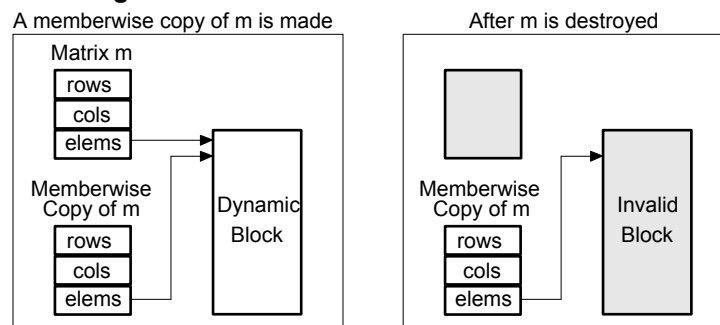 A memberwise copy of m is made
Matrix m
rows
cols
elems
Memberwise
Copy of m
rows
cols
elems
Dynamic
Block
After m is destroyed
Memberwise
Copy of m
rows
cols
elems
Invalid
Block